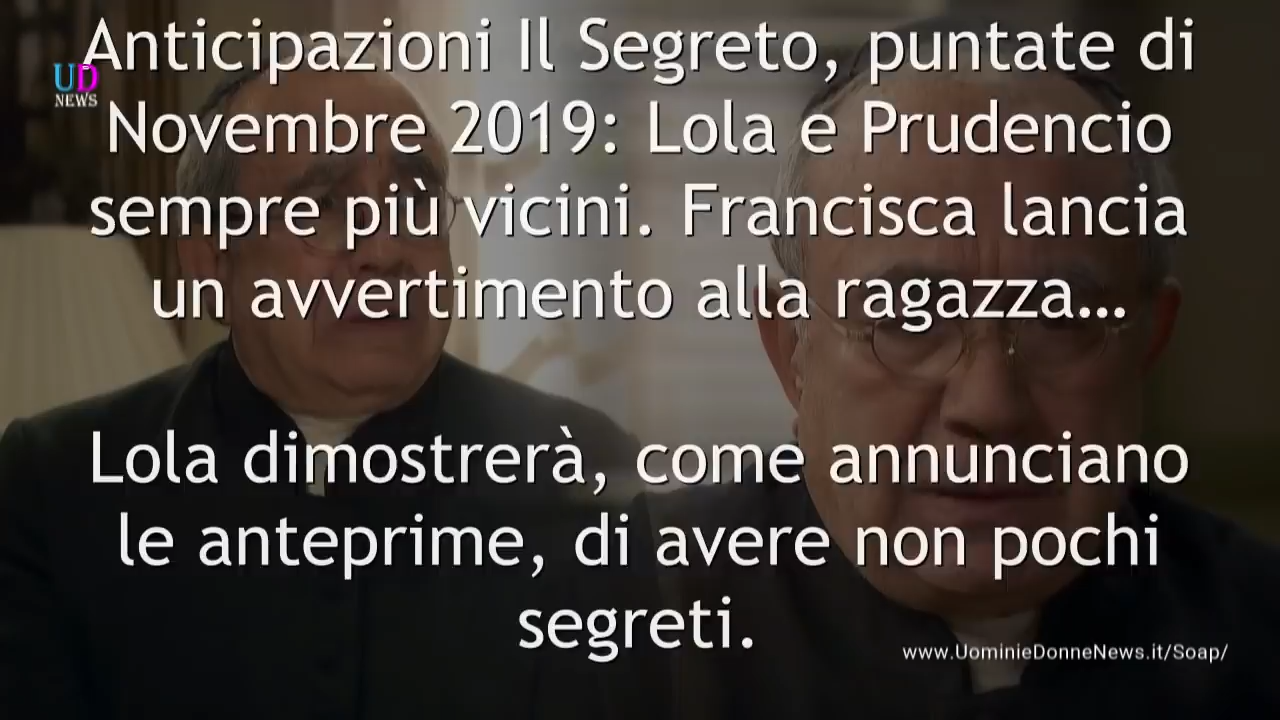 Anticipazioni Il Segreto, puntate di
UD
NEWS
Novembre 2019: Lola e Prudencio
sempre più vicini. Francisca lancia
un avvertimento alla ragazza...
Lola dimostrerà, come annunciano
le anteprime, di avere non pochi
segreti.
www.UominieDonneNews.it/Soap/